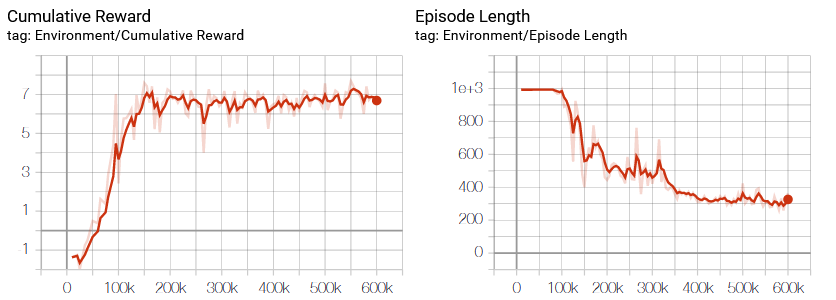 Cumulative Reward
tag: Environment/Cumulative Reward
7
5
3
1
1
0 100k 200k 300k 400k 500k 600k
Episode Length
tag: Environment/Episode Length
1e+3
800
600
400
200
0
0 100k 200k 300k 400k 500k 600k